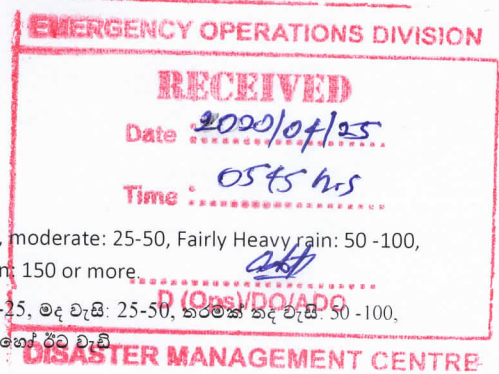 EMERGENCY OPERATIONS DIVISION
RECEIVED
Date : 2020/04/25
Time : 0545 hrs
, moderate: 25-50, Fairly Heavy rain: 50 -100,
n: 150 or more.
D (Ops)/DO/ADO
-25, මද වැසි: 25-50, තරමක් තද වැසි: 50 -100,
හෝ ඊට වැඩි
DISASTER MANAGEMENT CENTRE